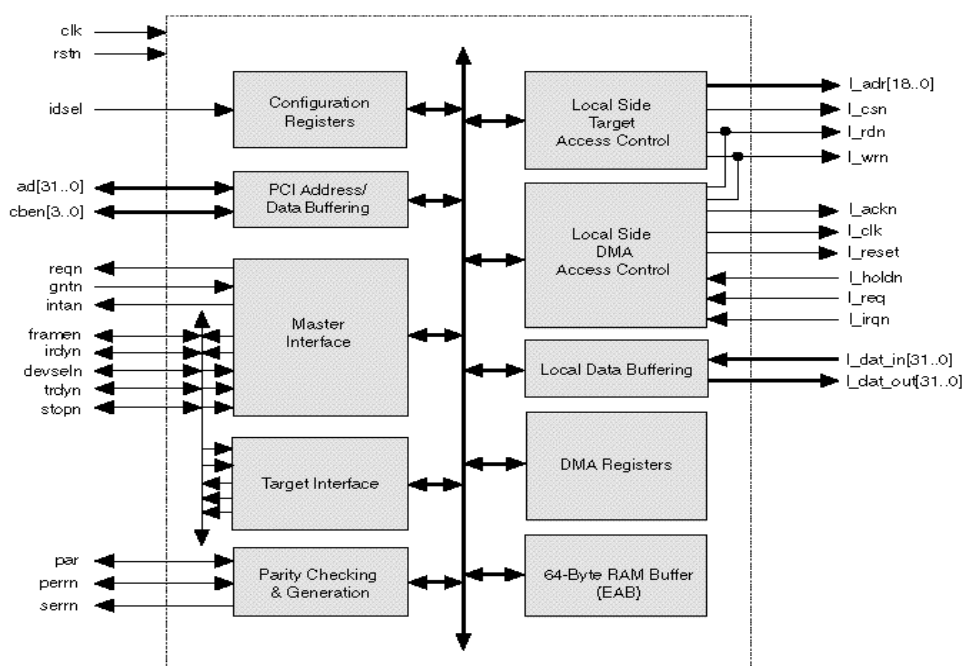 clk
rstn
idsel
ad[31..0]
cben[3..0]
reqn
gntn
intan
framen
irdyn
devseln
trdyn
stopn
par
perrn
serrn
Configuration
Registers
PCI Address/
Data Buffering
Master
Interface
Target Interface
Parity Checking
& Generation
Local Side
Target
Access Control
Local Side
DMA
Access Control
Local Data Buffering
DMA Registers
64-Byte RAM Buffer
(EAB)
l_adr[18..0]
l_csn
l_rdn
l_wrn
l_ackn
l_clk
l_reset
l_holdn
l_req
l_irqn
l_dat_in[31..0]
l_dat_out[31..0]